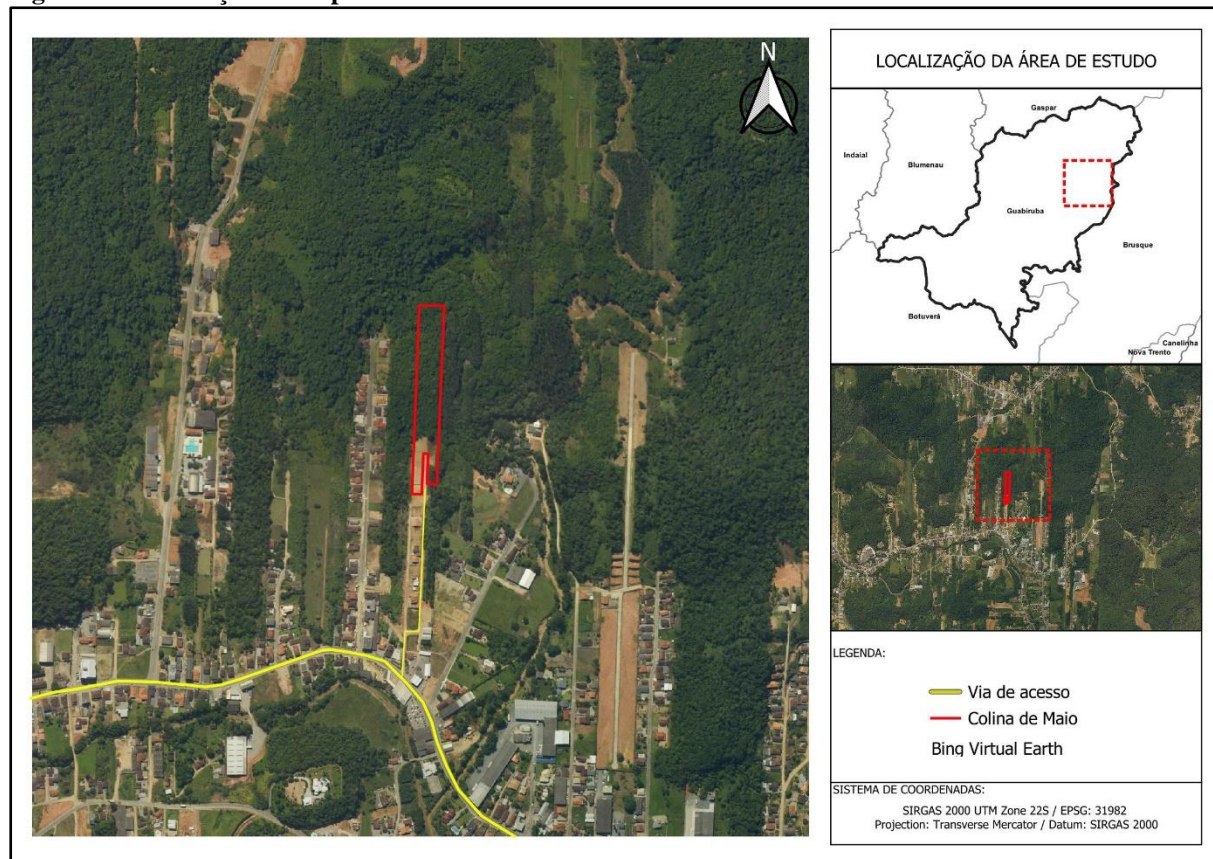 N
LOCALIZAÇÃO DA ÁREA DE ESTUDO
Gaspar
Indaial
Blumenau
Guabiruba
Brusque
Botuverá
Canelinha
Nova Trento
LEGENDA:
Via de acesso
Colina de Maio
Bing Virtual Earth
SISTEMA DE COORDENADAS:
SIRGAS 2000 UTM Zone 22S / EPSG: 31982
Projection: Transverse Mercator / Datum: SIRGAS 2000